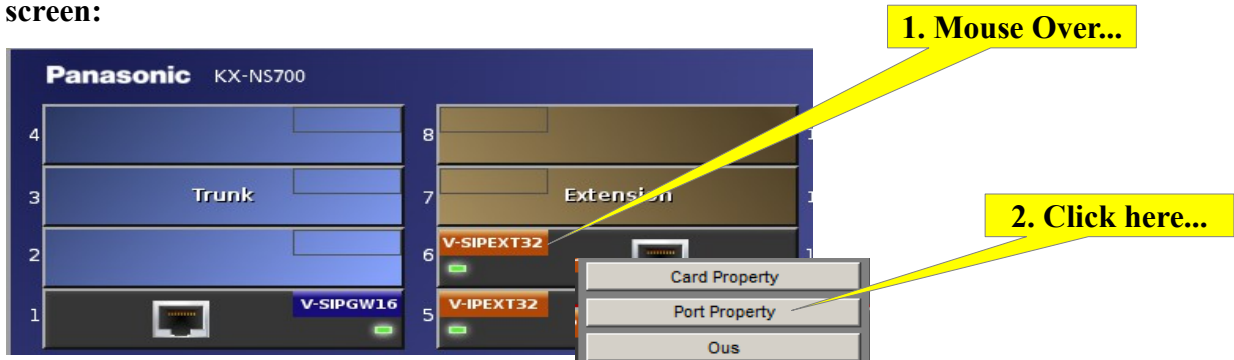 screen:
1. Mouse Over...
Panasonic KX-NS700
4
8
3
Trunk
7
Extension
2. Click here...
2
6
V-SIPEXT32
Card Property
1
V-SIPGW16
5
V-IPEXT32
Port Property
Ous